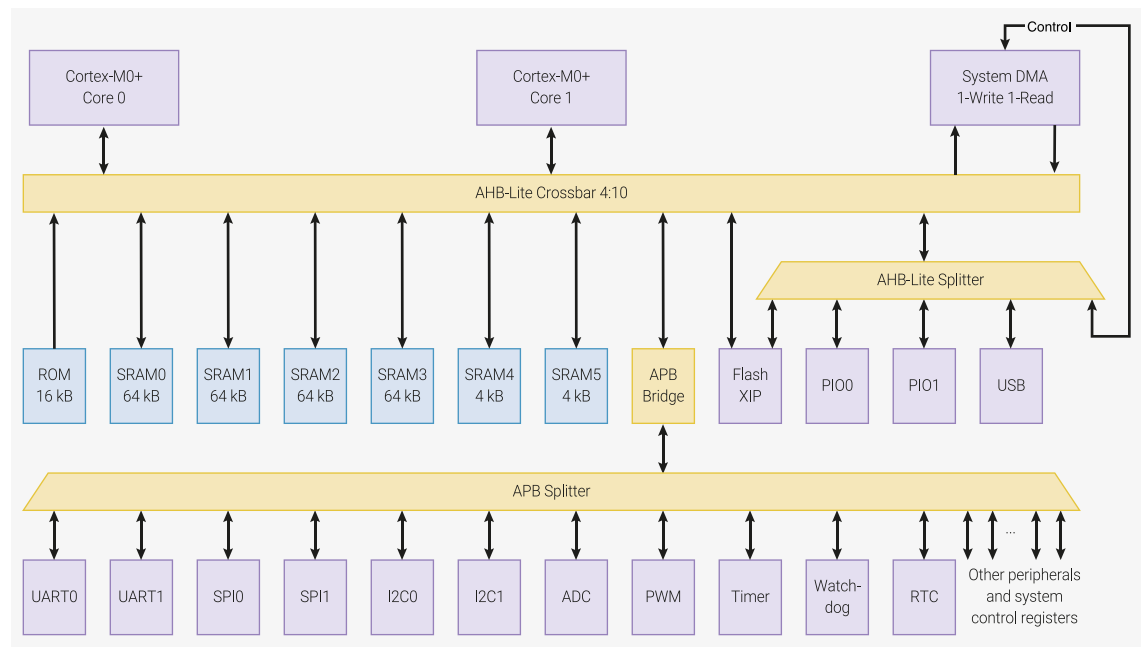 Control
Cortex-M0+
Core 0
Cortex-M0+
Core 1
System DMA
1-Write 1-Read
AHB-Lite Crossbar 4:10
AHB-Lite Splitter
ROM
16 kB
SRAM0
64 kB
SRAM1
64 kB
SRAM2
64 kB
SRAM3
64 kB
SRAM4
4 kB
SRAM5
4 kB
APB
Bridge
Flash
XIP
PIO0
PIO1
USB
APB Splitter
UART0
UART1
SPI0
SPI1
I2C0
I2C1
ADC
PWM
Timer
Watch-
dog
RTC
...
Other peripherals
and system
control registers